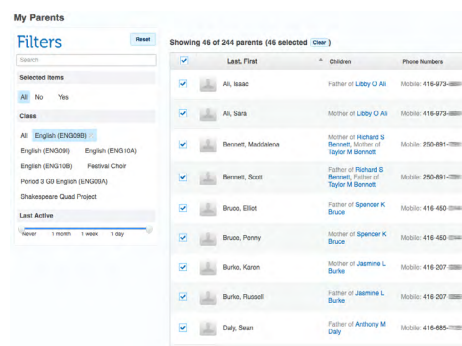 My Parents
Filters
Reset
Search
Selected Items
All No Yes
Class
All English (ENG09B)
English (ENG09I) English (ENG10A)
English (ENG10B) Festival Choir
Period 3 G9 English (ENG09A)
Shakespeare Quad Project
Last Active
Never 1 month 1 week 1 day
Showing 46 of 244 parents (46 selected Clear )
Last, First Children Phone Numbers
Ali, Isaac Father of Libby O Ali Mobile: 416-973-
Ali, Sara Mother of Libby O Ali Mobile: 416-973-
Bennett, Maddalena Mother of Richard S Mobile: 250-891-
Bennett, Mother of
Taylor M Bennett
Bennett, Scott Father of Richard S Mobile: 250-891-
Bennett, Father of
Taylor M Bennett
Bruce, Elliot Father of Spencer K Mobile: 416-450-
Bruce
Bruce, Penny Mother of Spencer K Mobile: 416-450-
Bruce
Burke, Karen Mother of Jasmine L Mobile: 416-207-
Burke
Burke, Russell Father of Jasmine L Mobile: 416-207-
Burke
Daly, Sean Father of Anthony M Mobile: 416-685-
Daly